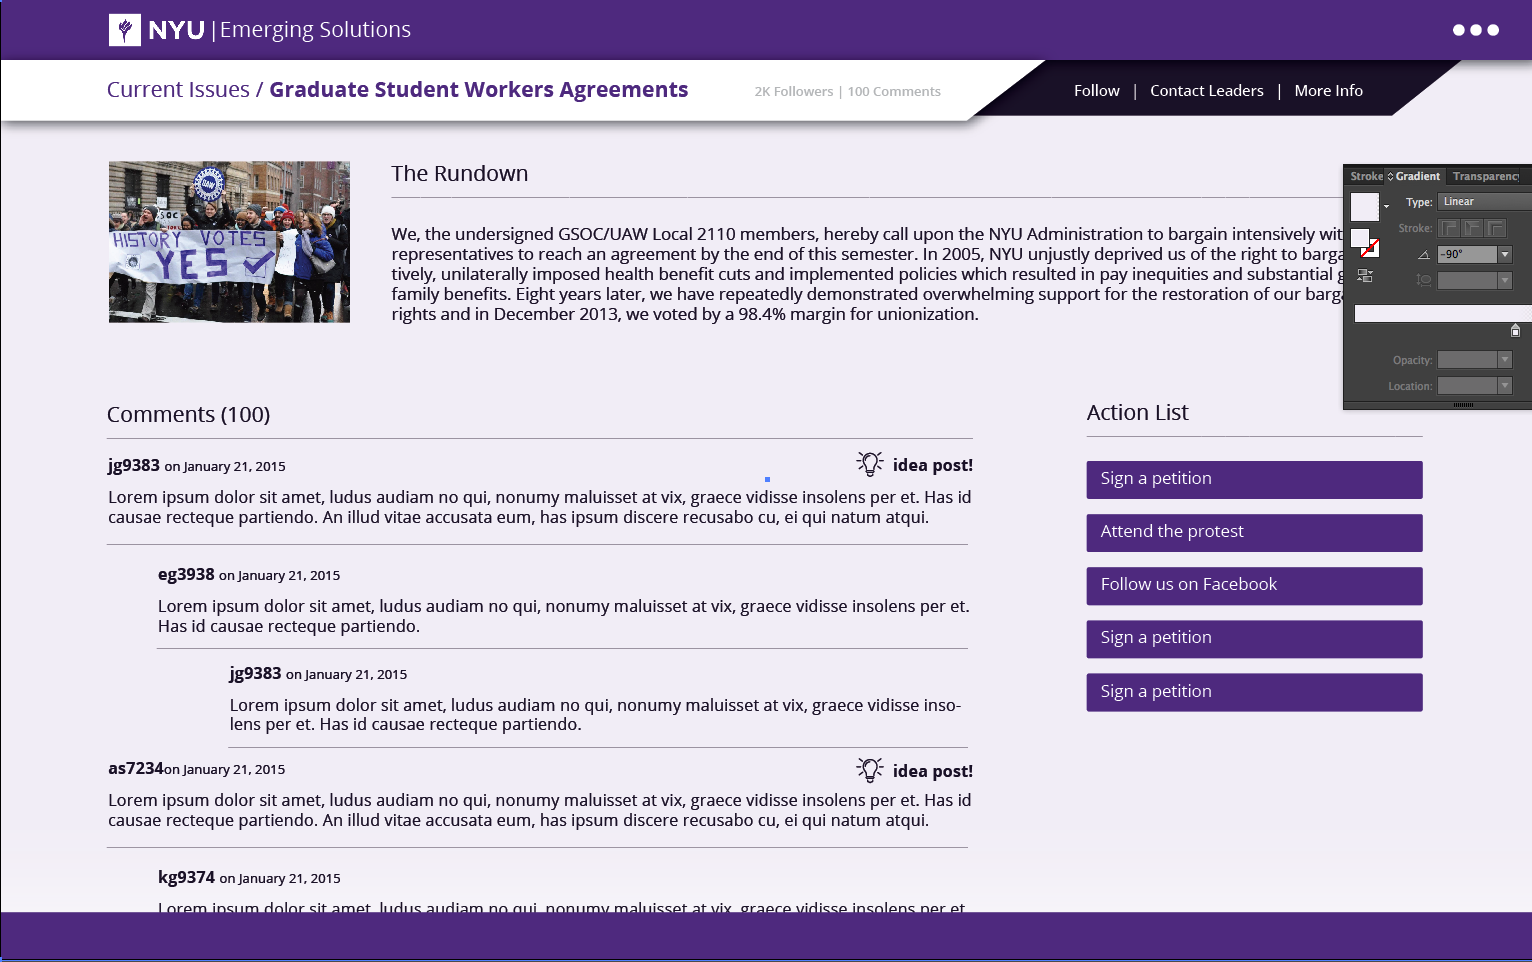 NYU | Emerging Solutions
Current Issues / Graduate Student Workers Agreements
2K Followers | 100 Comments
Follow | Contact Leaders | More Info
UAW
SOC
HISTORY VOTES
YES
The Rundown
We, the undersigned GSOC/UAW Local 2110 members, hereby call upon the NYU Administration to bargain intensively wit
representatives to reach an agreement by the end of this semester. In 2005, NYU unjustly deprived us of the right to barga
tively, unilaterally imposed health benefit cuts and implemented policies which resulted in pay inequities and substantial g
family benefits. Eight years later, we have repeatedly demonstrated overwhelming support for the restoration of our barga
rights and in December 2013, we voted by a 98.4% margin for unionization.
Stroke Gradient Transparency
Type: Linear
Stroke:
-90°
Opacity:
Location:
Comments (100)
jg9383 on January 21, 2015
idea post!
Lorem ipsum dolor sit amet, ludus audiam no qui, nonumy maluisset at vix, graece vidisse insolens per et. Has id
causae recteque partiendo. An illud vitae accusata eum, has ipsum discere recusabo cu, ei qui natum atqui.
eg3938 on January 21, 2015
Lorem ipsum dolor sit amet, ludus audiam no qui, nonumy maluisset at vix, graece vidisse insolens per et.
Has id causae recteque partiendo.
jg9383 on January 21, 2015
Lorem ipsum dolor sit amet, ludus audiam no qui, nonumy maluisset at vix, graece vidisse inso-
lens per et. Has id causae recteque partiendo.
as7234on January 21, 2015
idea post!
Lorem ipsum dolor sit amet, ludus audiam no qui, nonumy maluisset at vix, graece vidisse insolens per et. Has id
causae recteque partiendo. An illud vitae accusata eum, has ipsum discere recusabo cu, ei qui natum atqui.
kg9374 on January 21, 2015
Lorem ipsum dolor sit amet, ludus audiam no qui, nonumy maluisset at vix, graece vidisse insolens per et.
Action List
Sign a petition
Attend the protest
Follow us on Facebook
Sign a petition
Sign a petition